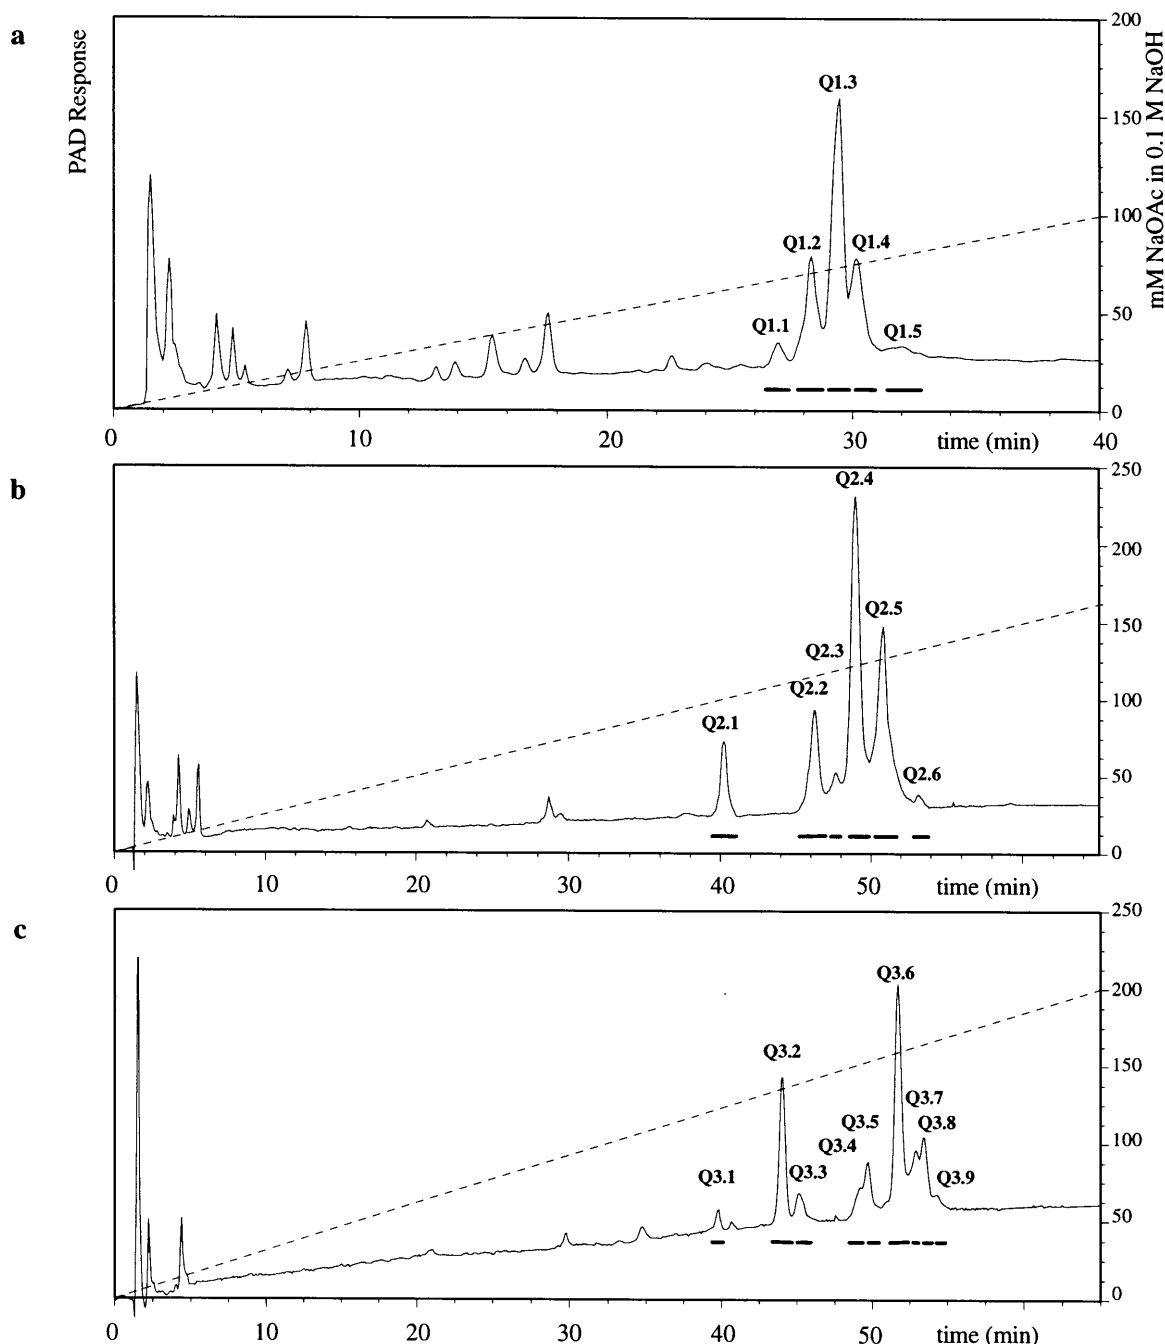 a
PAD Response
mM NaOAc in 0.1 M NaOH
200
150
100
50
0
Q1.3
Q1.2
Q1.4
Q1.1
Q1.5
0 10 20 30 time (min) 40
b
250
200
150
100
50
0
Q2.4
Q2.5
Q2.3
Q2.2
Q2.1
Q2.6
0 10 20 30 40 50 time (min)
c
250
200
150
100
50
0
Q3.6
Q3.2
Q3.7
Q3.5
Q3.8
Q3.4
Q3.3
Q3.1
Q3.9
0 10 20 30 40 50 time (min)